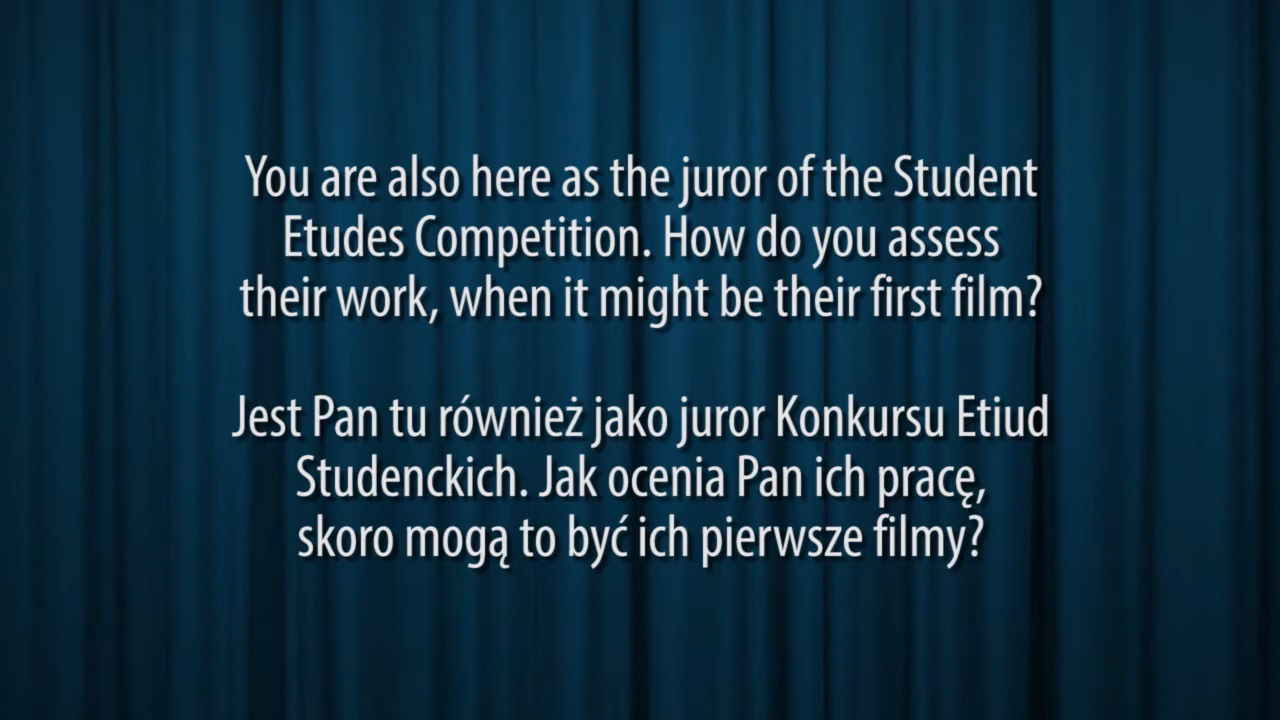 You are also here as the juror of the Student
Etudes Competition. How do you assess
their work, when it might be their first film?
Jest Pan tu również jako juror Konkursu Etiud
Studenckich. Jak ocenia Pan ich pracę,
skoro mogą to być ich pierwsze filmy?